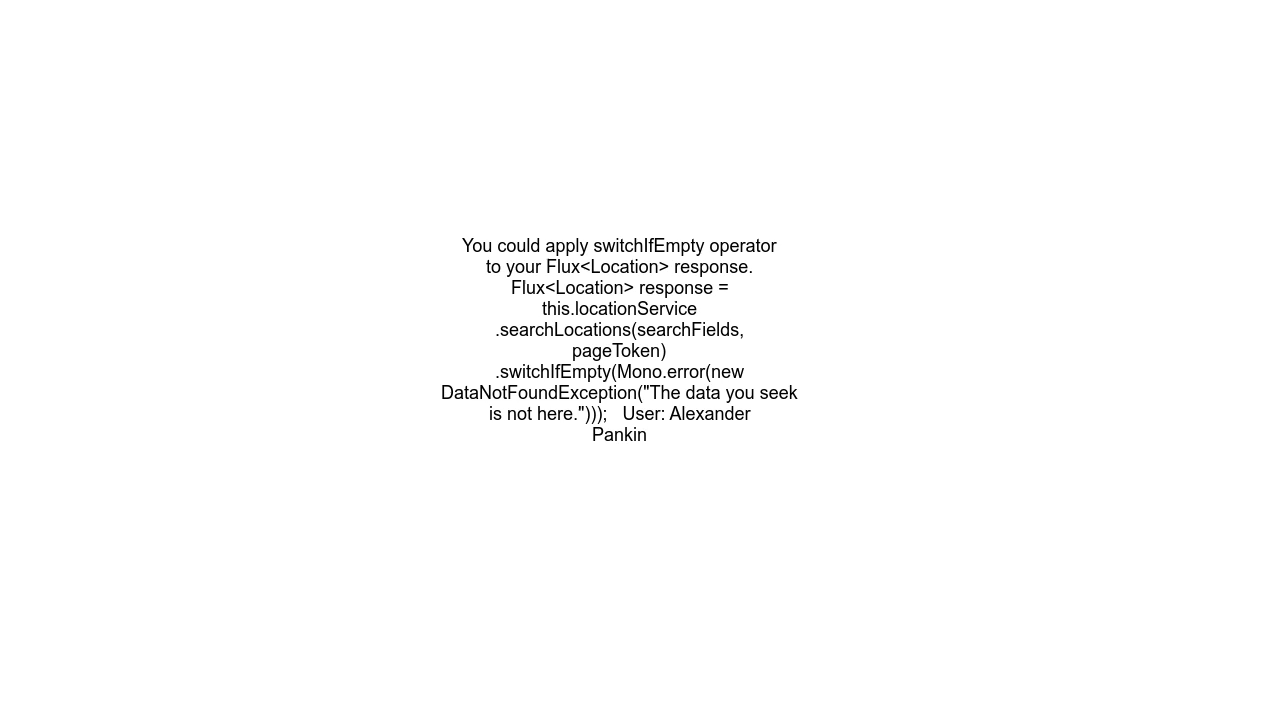 You could apply switchIfEmpty operator
to your Flux<Location> response.
Flux<Location> response =
this.locationService
.searchLocations(searchFields,
pageToken)
.switchIfEmpty(Mono.error(new
DataNotFoundException("The data you seek
is not here.")));   User: Alexander
Pankin